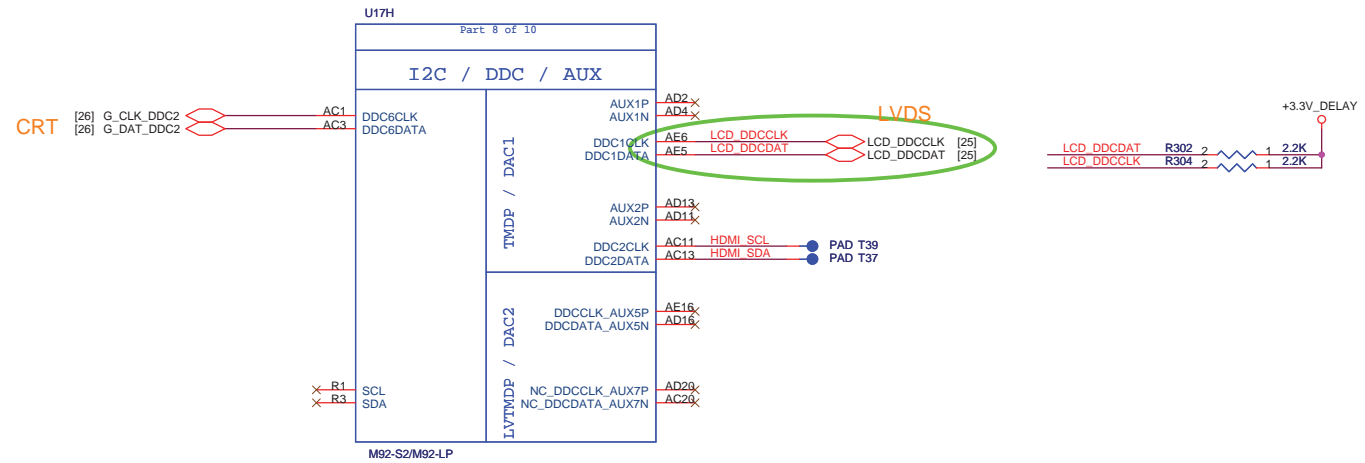 U17H
Part 8 of 10
I2C / DDC / AUX
CRT
[26] G_CLK_DDC2
[26] G_DAT_DDC2
AC1
AC3
DDC6CLK
DDC6DATA
R1
R3
SCL
SDA
TMDP / DAC1
LVTMDP / DAC2
AUX1P AD2
AUX1N AD4
LVDS
DDC1CLK AE6 LCD_DDCCLK LCD_DDCCLK [25]
DDC1DATA AE5 LCD_DDCDAT LCD_DDCDAT [25]
AUX2P AD13
AUX2N AD11
DDC2CLK AC11 HDMI_SCL PAD T39
DDC2DATA AC13 HDMI_SDA PAD T37
DDCCLK_AUX5P AE16
DDCDATA_AUX5N AD16
NC_DDCCLK_AUX7P AD20
NC_DDCDATA_AUX7N AC20
M92-S2/M92-LP
+3.3V_DELAY
LCD_DDCDAT R302 2 1 2.2K
LCD_DDCCLK R304 2 1 2.2K